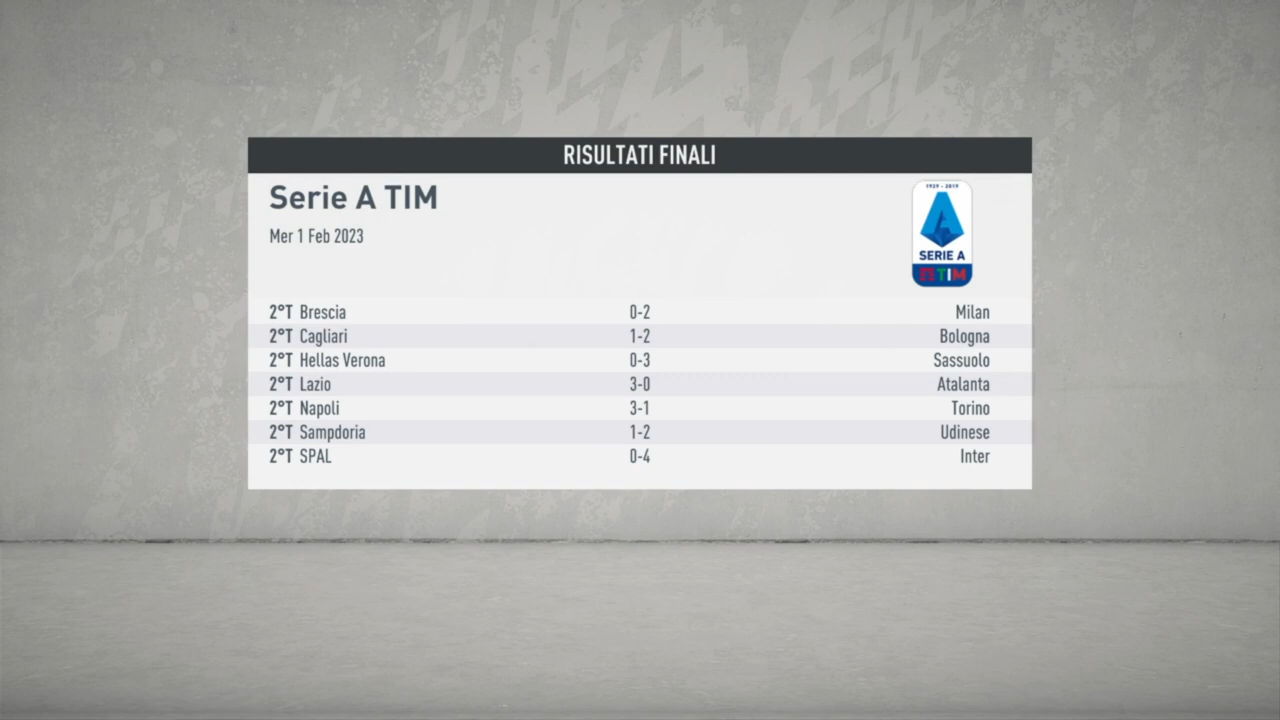 RISULTATI FINALI
Serie A TIM
Mer 1 Feb 2023
1929 - 2019
SERIE A
TIM
2°T Brescia 0-2 Milan
2°T Cagliari 1-2 Bologna
2°T Hellas Verona 0-3 Sassuolo
2°T Lazio 3-0 Atalanta
2°T Napoli 3-1 Torino
2°T Sampdoria 1-2 Udinese
2°T SPAL 0-4 Inter